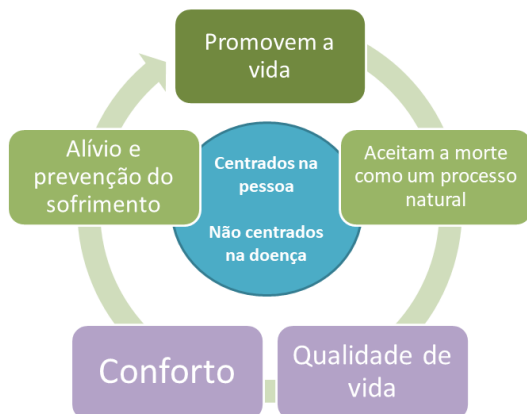 Promovem a
vida
Aceitam a morte
como um processo
natural
Qualidade de
vida
Conforto
Alívio e
prevenção do
sofrimento
Centrados na
pessoa
Não centrados
na doença